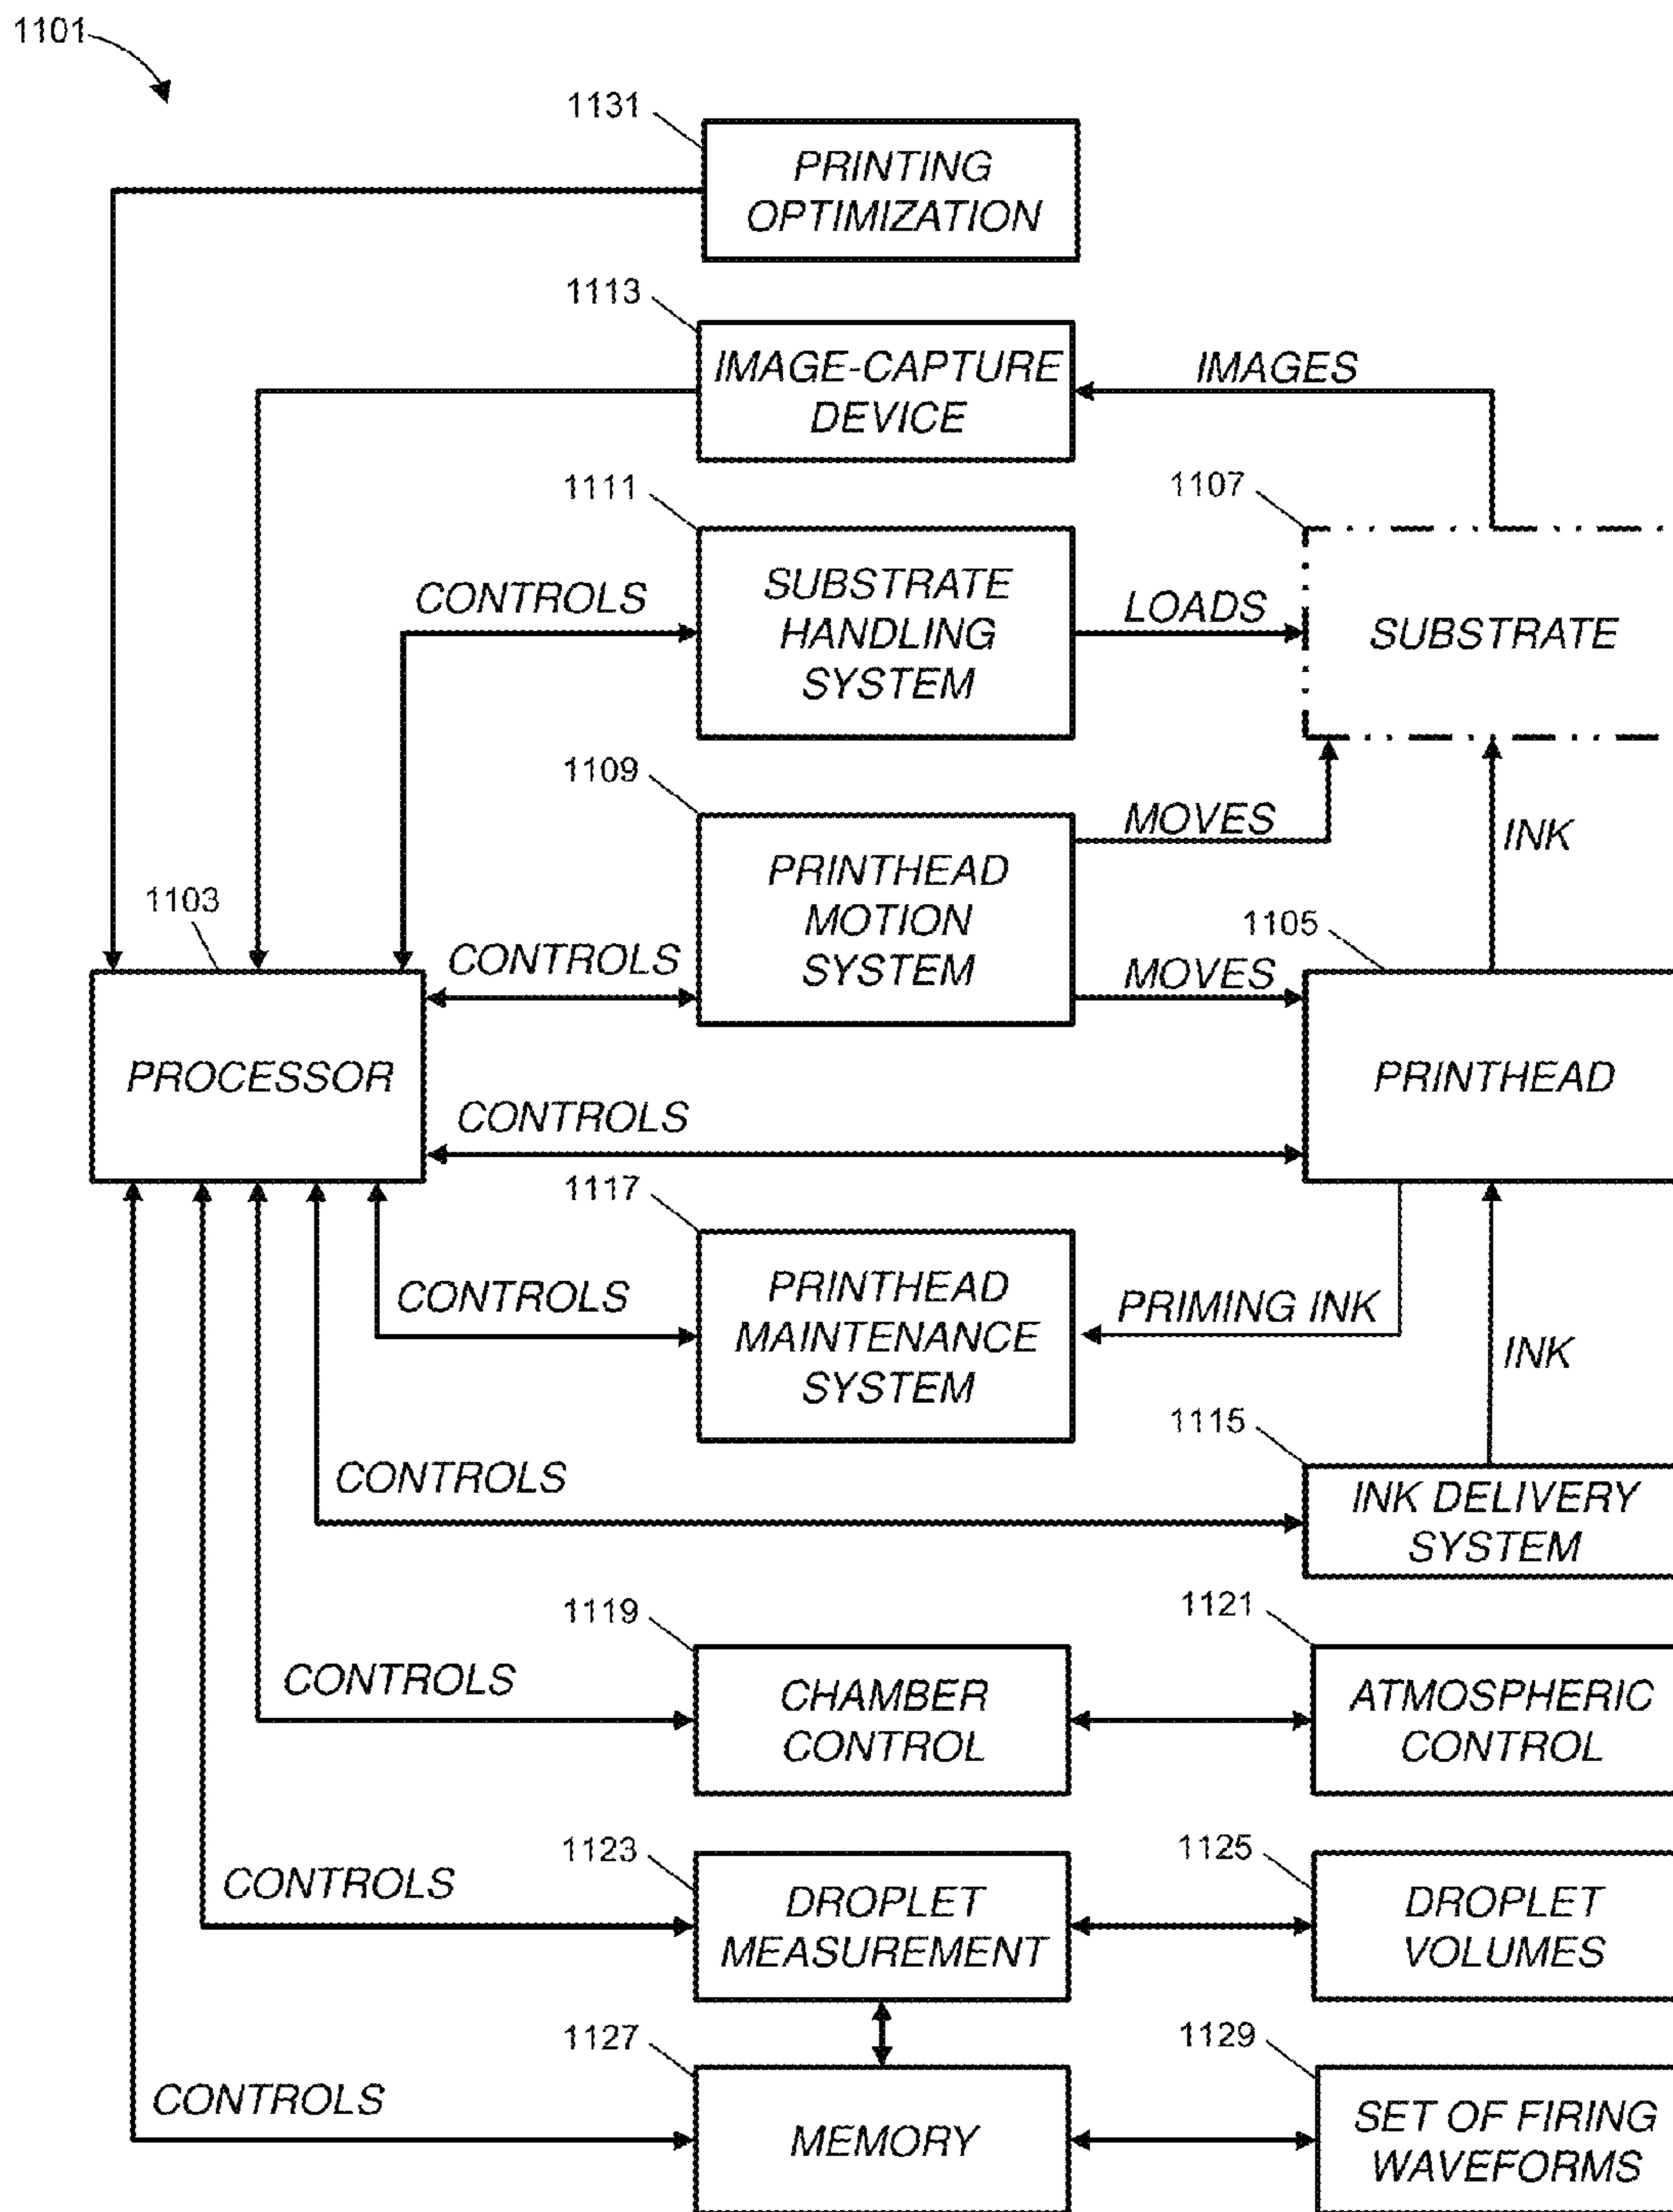 1101
1131
PRINTING
OPTIMIZATION
1113
IMAGE-CAPTURE
DEVICE
IMAGES
1111
1107
CONTROLS
SUBSTRATE
HANDLING
SYSTEM
LOADS
SUBSTRATE
1109
MOVES
INK
PRINTHEAD
MOTION
SYSTEM
1103
1105
CONTROLS
MOVES
PROCESSOR
PRINTHEAD
CONTROLS
1117
CONTROLS
PRINTHEAD
MAINTENANCE
SYSTEM
PRIMING INK
INK
1115
CONTROLS
INK DELIVERY
SYSTEM
1119
1121
CONTROLS
CHAMBER
CONTROL
ATMOSPHERIC
CONTROL
1123
1125
CONTROLS
DROPLET
MEASUREMENT
DROPLET
VOLUMES
1127
1129
CONTROLS
MEMORY
SET OF FIRING
WAVEFORMS